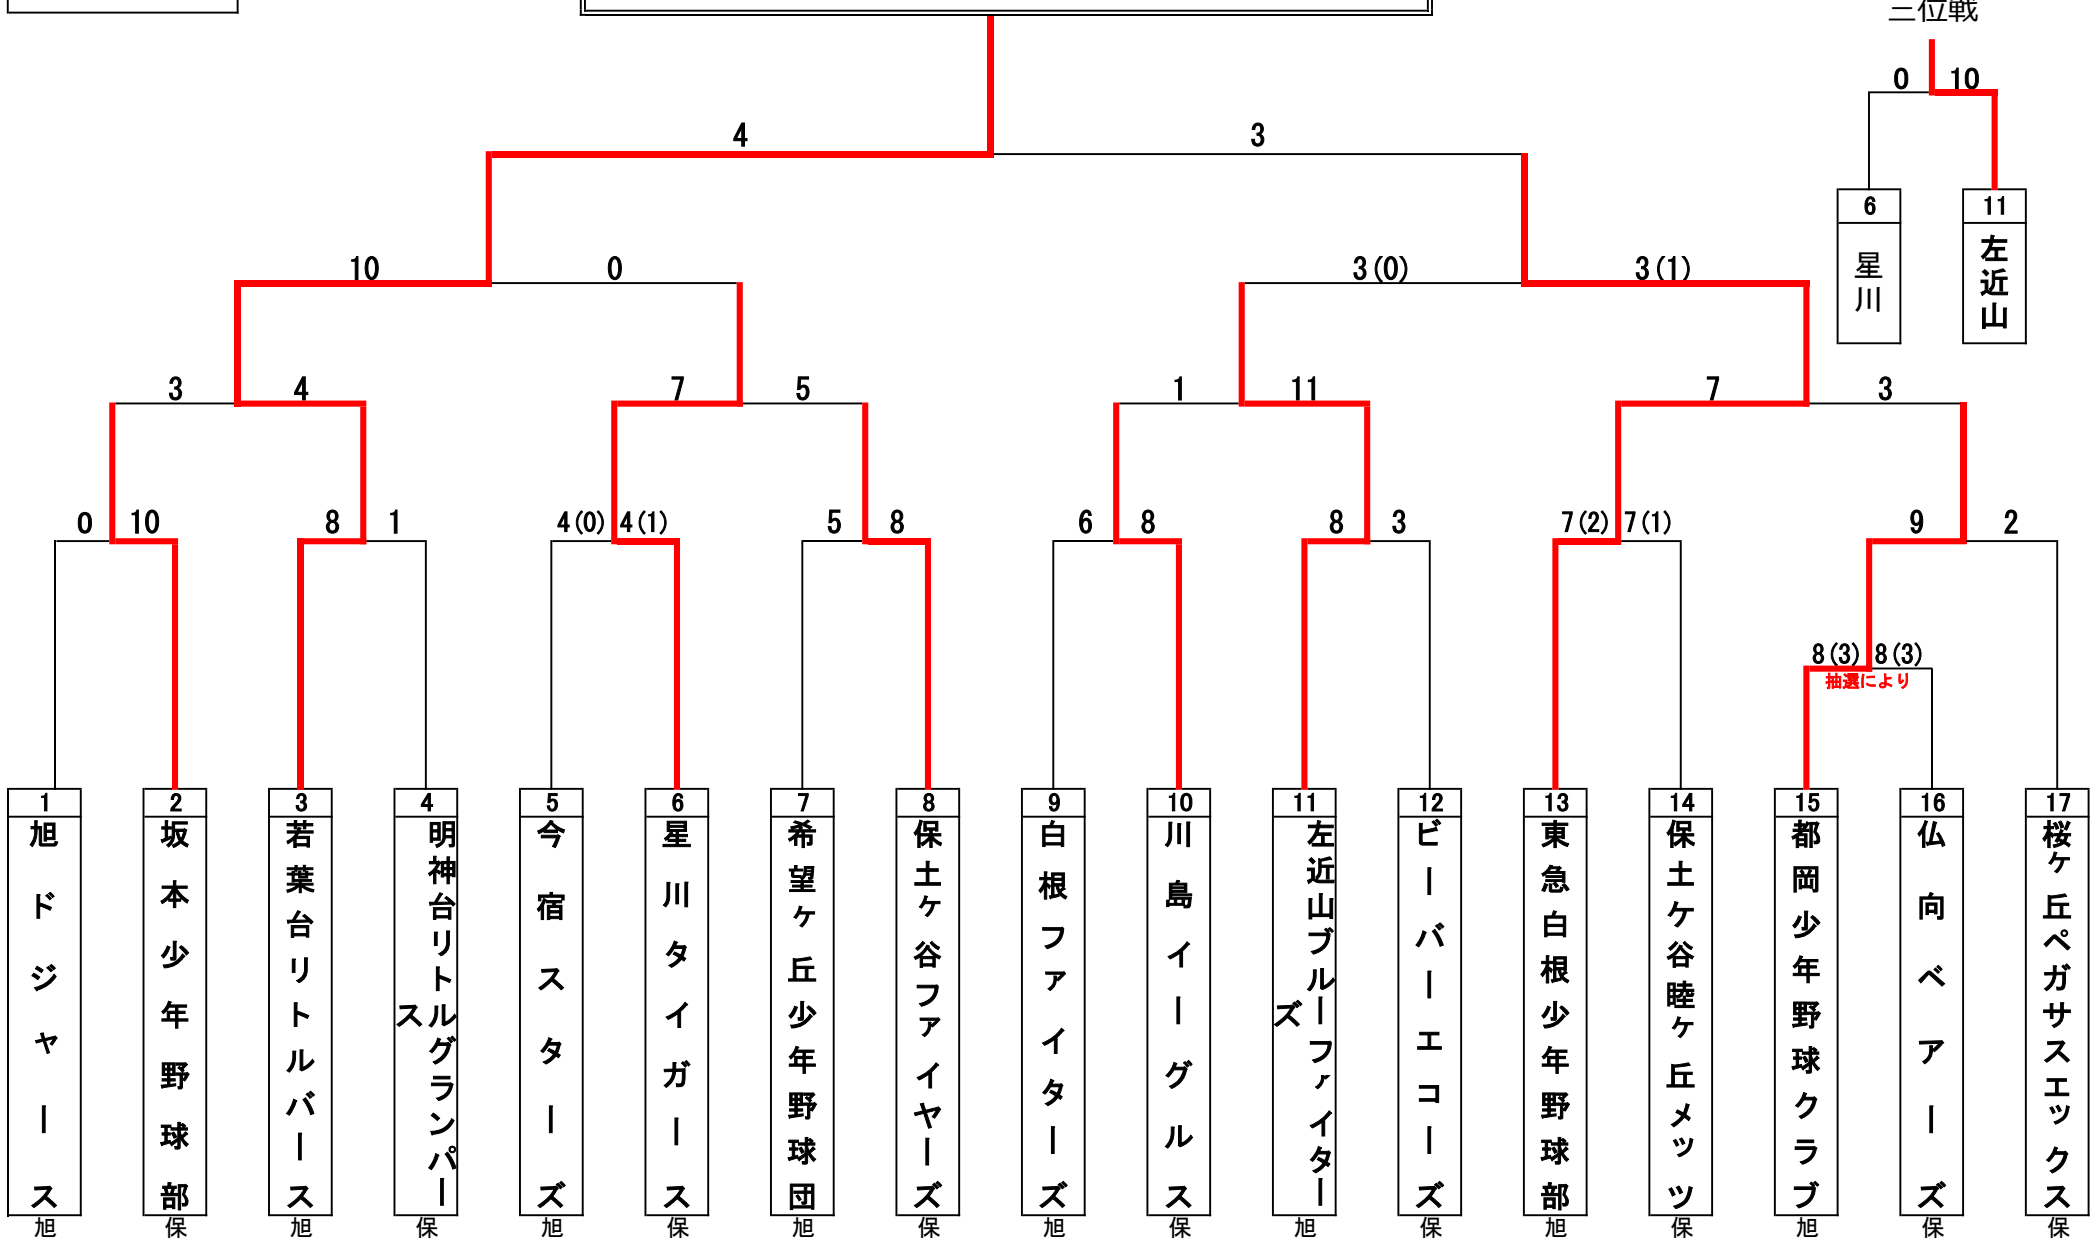 三位戦
0 10
4 3
6 11
星川
左近山
10 0 3(0) 3(1)
3 4 7 5 1 11 7 3
0 10 8 1 4(0) 4(1) 5 8 6 8 8 3 7(2) 7(1) 9 2
8(3) 8(3)
抽選により
1 2 3 4 5 6 7 8 9 10 11 12 13 14 15 16 17
旭ドジャース
坂本少年野球部
若葉台リトルバース
明神台リトルグランパース
今宿スターズ
星川タイガース
希望ヶ丘少年野球団
保土ヶ谷ファイヤーズ
白根ファイターズ
川島イーグルス
左近山ブルーファイターズ
ビーバーエコーズ
東急白根少年野球部
保土ケ谷睦ヶ丘メッツ
都岡少年野球クラブ
仏向ベアーズ
桜ヶ丘ペガサスエックス
旭 保 旭 保 旭 保 旭 保 旭 保 旭 保 旭 保 旭 保 保